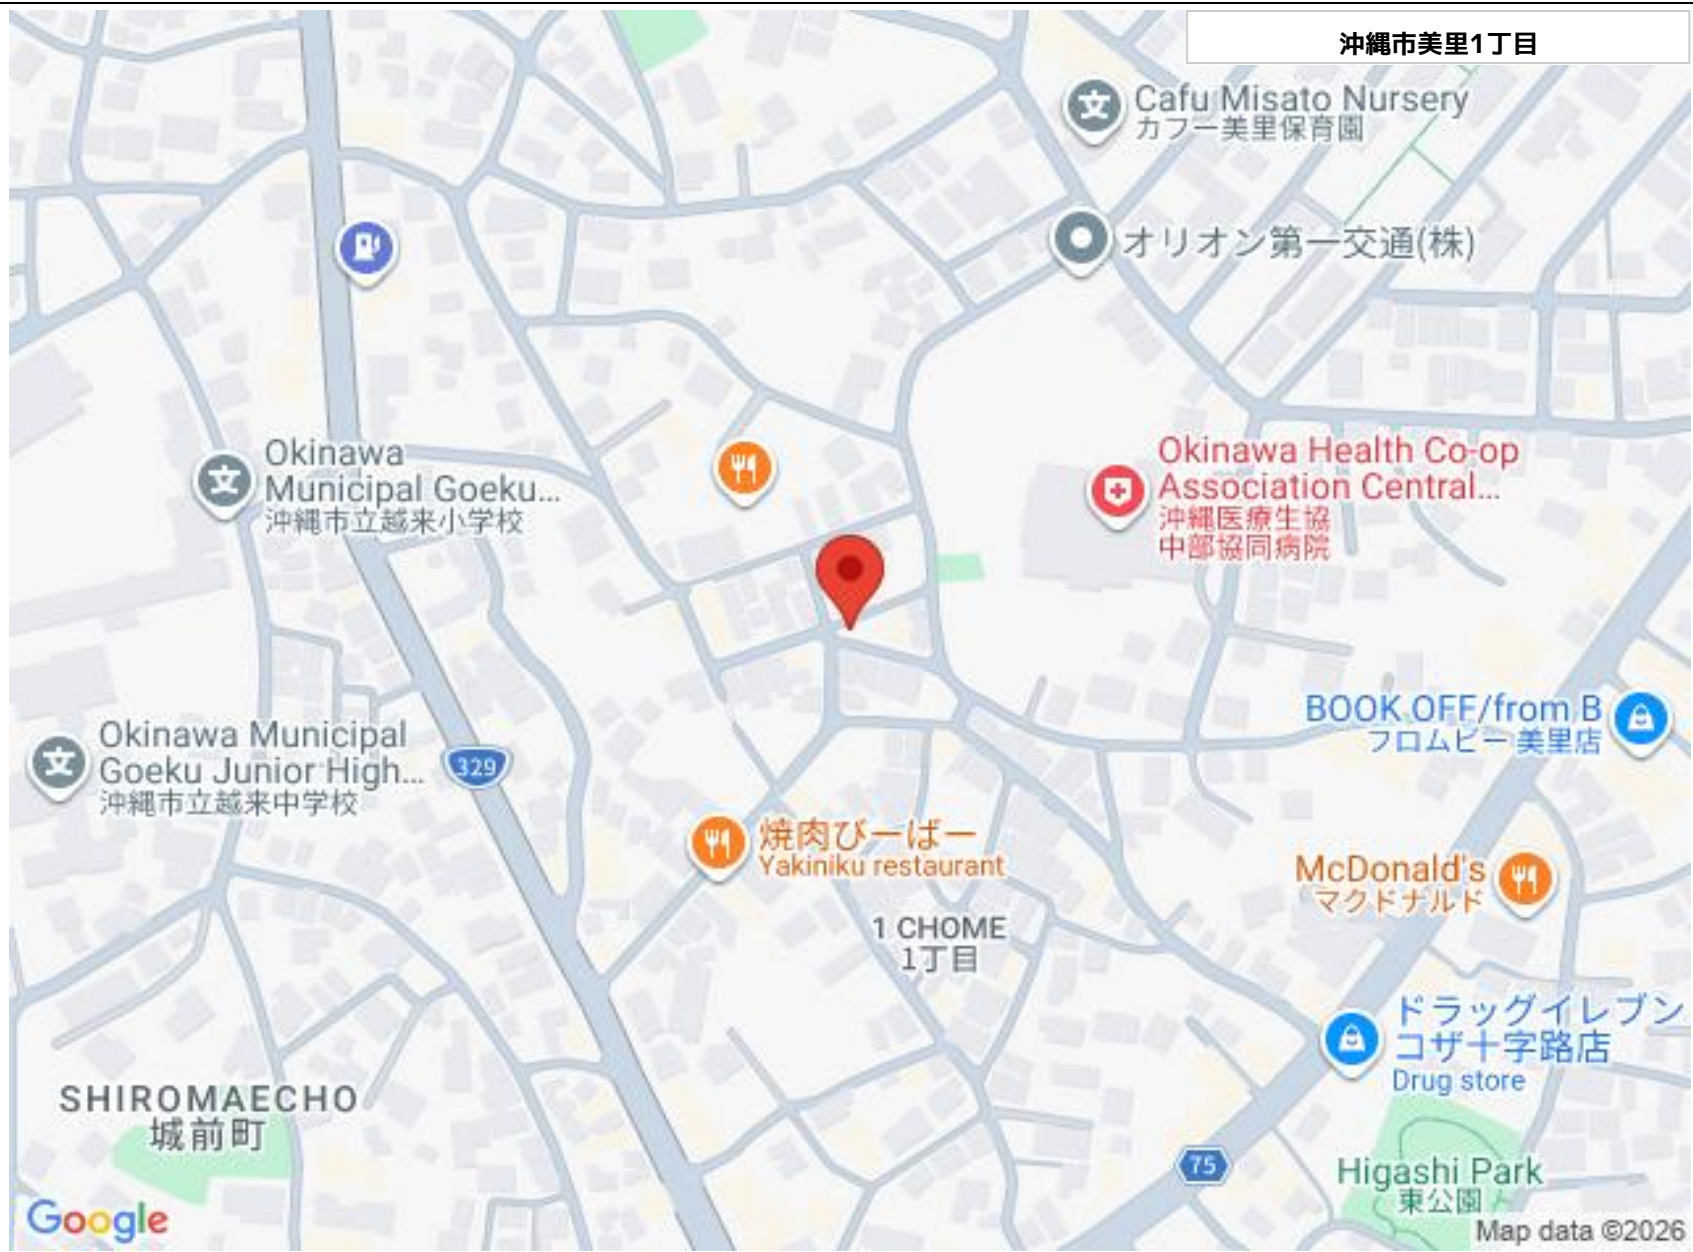 沖縄市美里1丁目
Cafu Misato Nursery
カフー美里保育園
オリオン第一交通(株)
Okinawa
Municipal Goeku...
沖縄市立越来小学校
Okinawa Health Co-op
Association Central...
沖縄医療生協
中部協同病院
BOOK OFF/from B
フロムビー 美里店
Okinawa Municipal
Goeku Junior High...
沖縄市立越来中学校
329
焼肉びーばー
Yakiniku restaurant
McDonald's
マクドナルド
1 CHOME
1丁目
ドラッグイレブン
コザ十字路店
Drug store
SHIROMAECHO
城前町
75
Higashi Park
東公園
Google
Map data ©2026